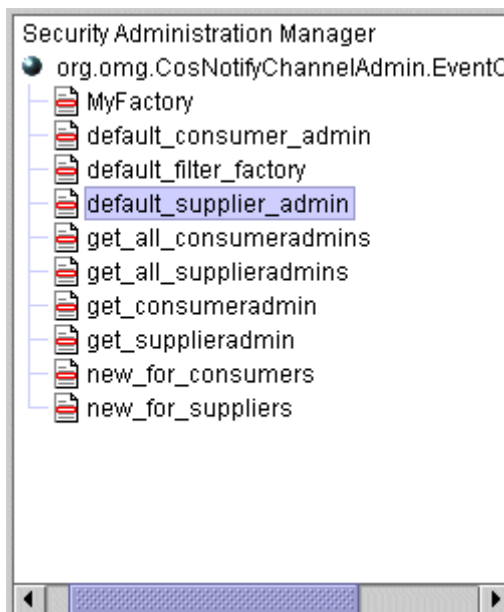 Security Administration Manager
org.omg.CosNotifyChannelAdmin.EventC
MyFactory
default_consumer_admin
default_filter_factory
default_supplier_admin
get_all_consumeradmins
get_all_supplieradmins
get_consumeradmin
get_supplieradmin
new_for_consumers
new_for_suppliers